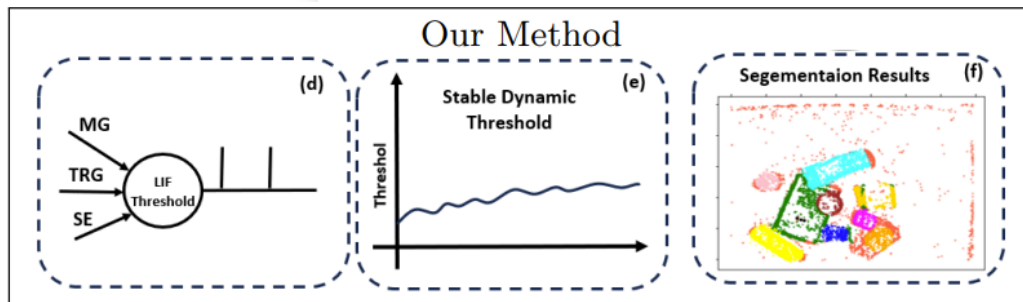 Our Method
(d)
MG
TRG
SE
LIF
Threshold
(e)
Stable Dynamic
Threshold
Threshol
Segementaion Results
(f)